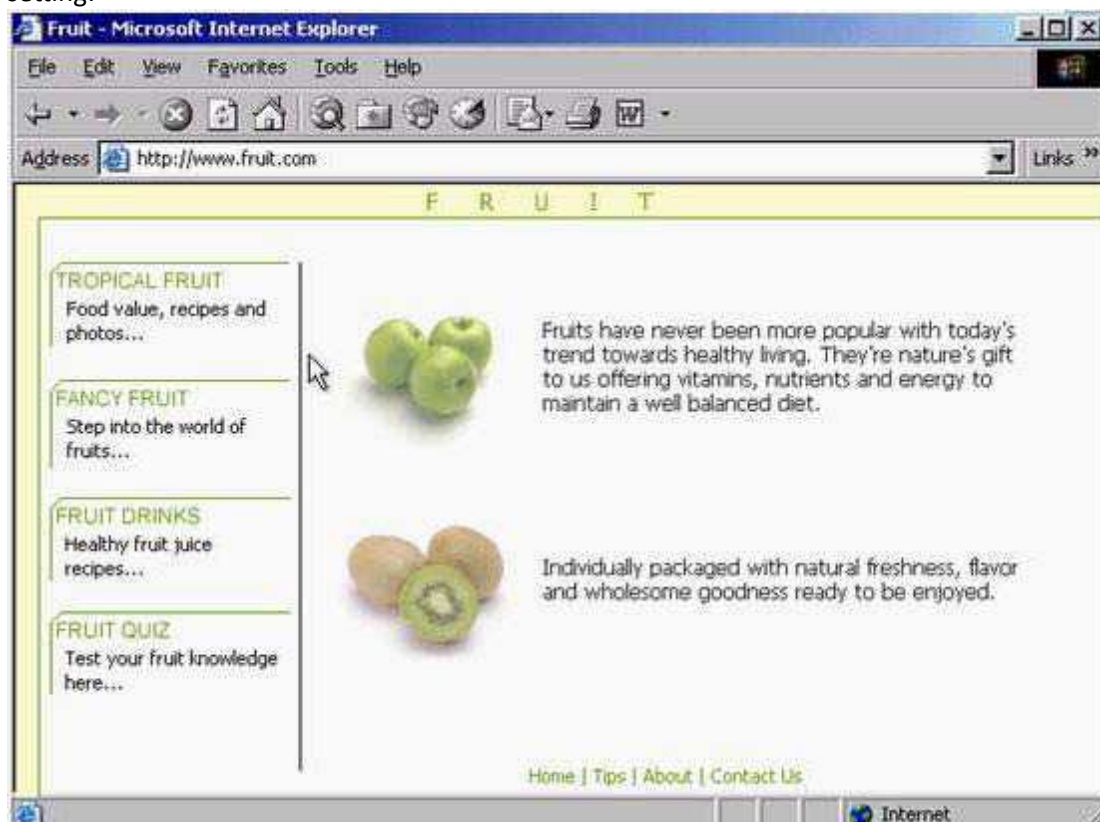 setting.
Fruit - Microsoft Internet Explorer
File Edit View Favorites Tools Help
Address http://www.fruit.com Links »
F R U I T
TROPICAL FRUIT
Food value, recipes and
photos...
FANCY FRUIT
Step into the world of
fruits...
FRUIT DRINKS
Healthy fruit juice
recipes...
FRUIT QUIZ
Test your fruit knowledge
here...
Fruits have never been more popular with today's
trend towards healthy living. They're nature's gift
to us offering vitamins, nutrients and energy to
maintain a well balanced diet.
Individually packaged with natural freshness, flavor
and wholesome goodness ready to be enjoyed.
Home | Tips | About | Contact Us
Internet